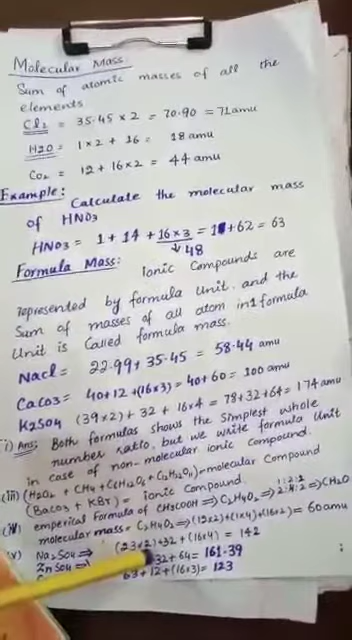 Molecular Mass
Sum of atomic masses of all the
elements
Cl₂ = 35.45 × 2 = 70.90 = 71amu
H2O = 1×2 + 16 = 18 amu
Co₂ = 12 + 16×2 = 44 amu
Example: Calculate the molecular mass
of HNO3
HNO3 = 1 + 14 + 16×3 = 1 + 62 = 63
↓48
Formula Mass: Ionic Compounds are
represented by formula Unit. and the
Sum of masses of all atom in 1 formula
Unit is Called formula mass.
Nacl = 22.99 + 35.45 = 58.44 amu
CaCo3 = 40+12+(16×3) = 40+60 = 100 amu
K2SO4 (39×2) + 32 + 16×4 = 78+32+64 = 174 amu
i) Ans: Both formulas shows the Simplest whole
number ratio. but we write formula Unit
in case of non-molecular ionic compound.
(iii) (H2O2 + CH4 + C6H12O6 + C12H22O11) = molecular Compound
(BaCo3 + KBr) = ionic Compound.
(iv) emperical Formula of CH3COOH ⇒ C2H4O2 ⇒ 2:4:2 ⇒ CH2O
1:2:1
molecular mass = C2H4O2 ⇒ (12×2)+(1×4)+(16×2) = 60amu
(v) Na2SO4 ⇒ (23×2)+32+(16×4) = 142
ZnSO4 ⇒ 32+64 = 161.39
63+12+(16×3) = 123